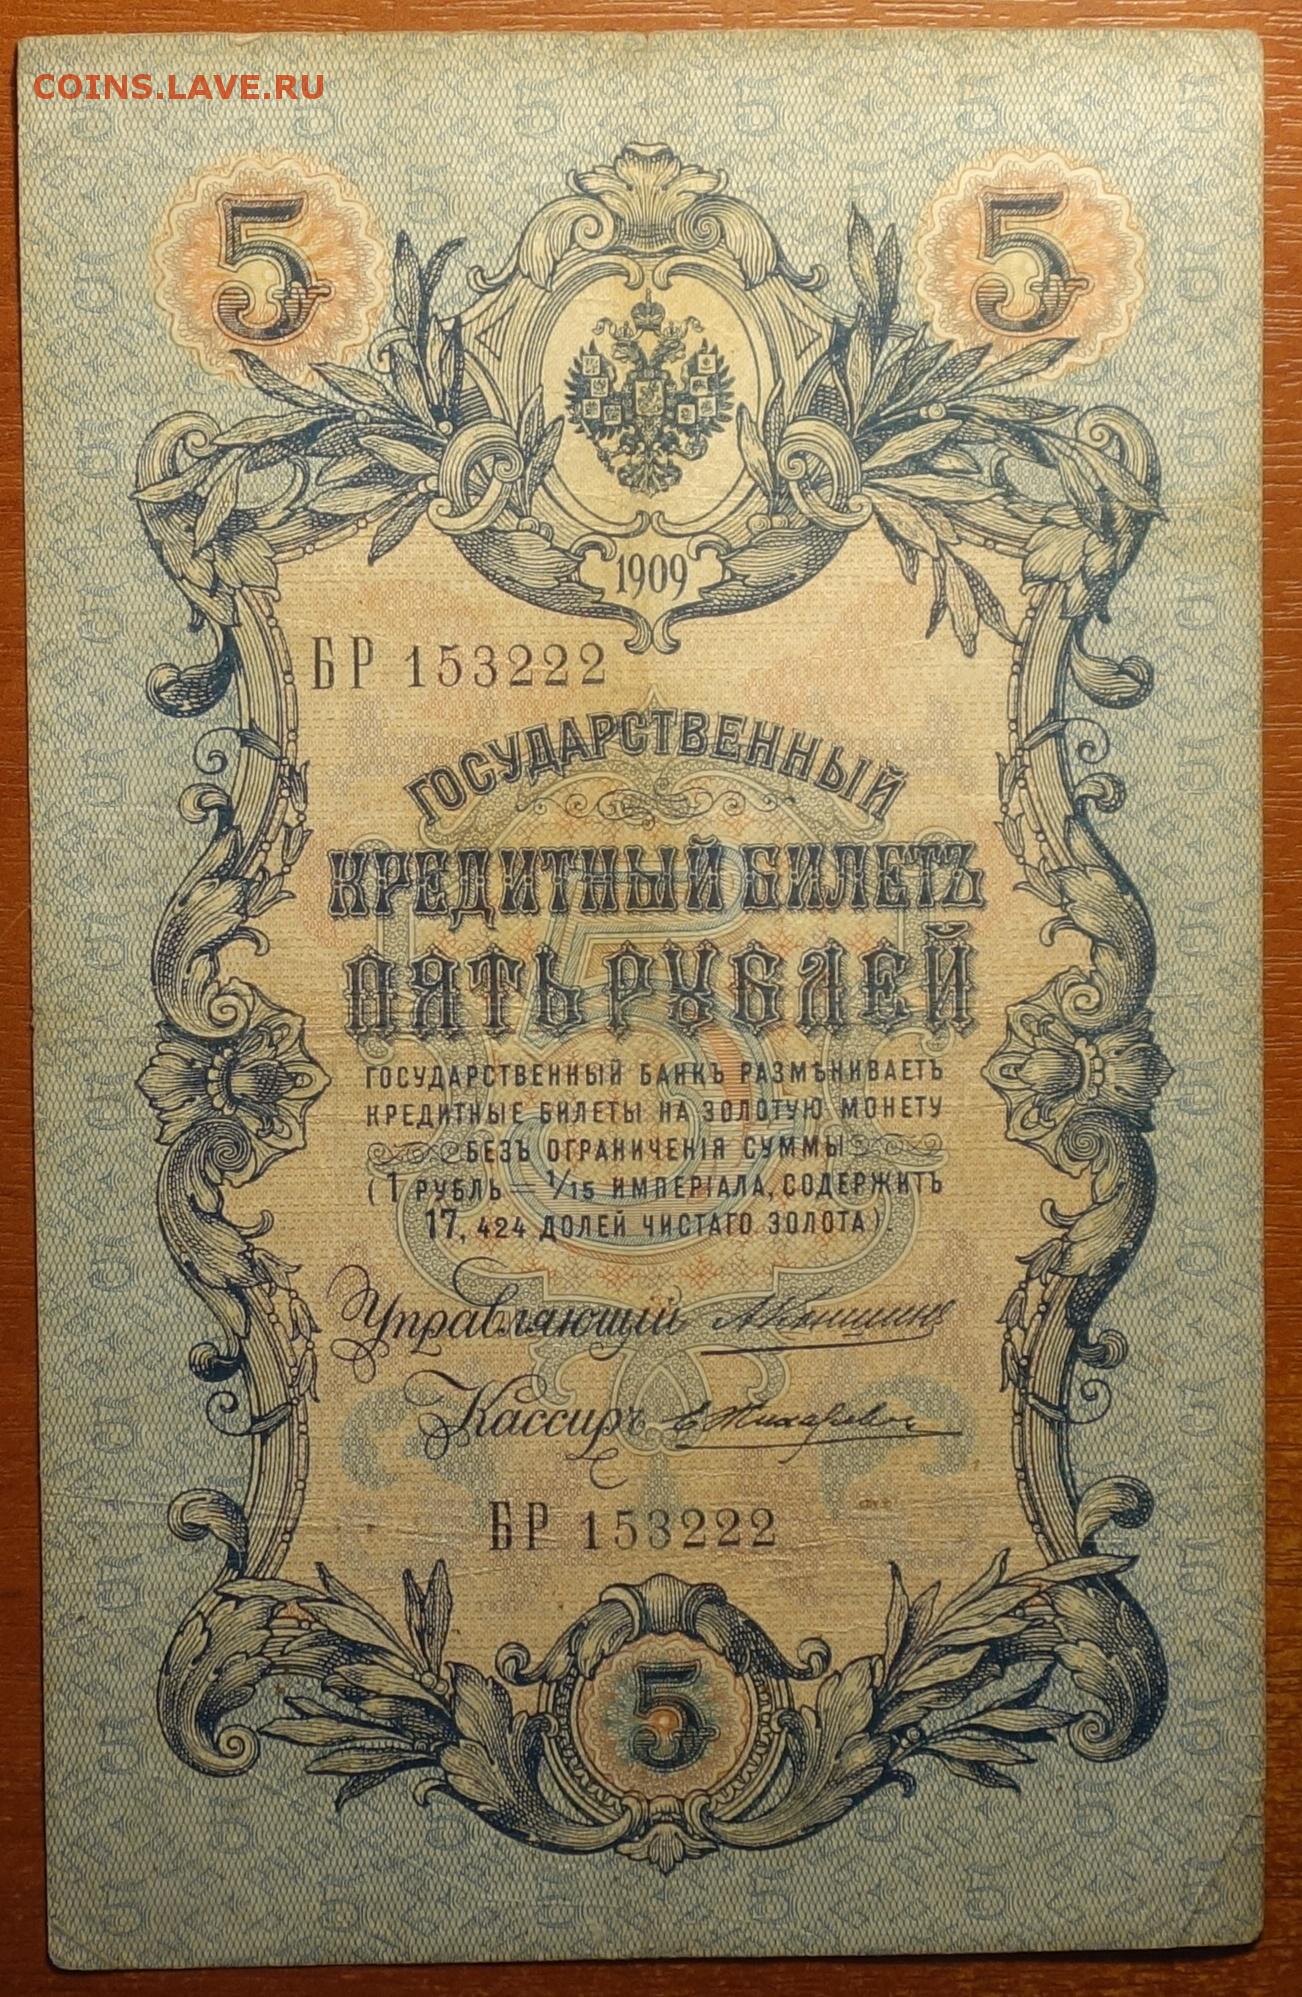 COINS.LAVE.RU
5 5
1909
БР 153222
ГОСУДАРСТВЕННЫЙ
КРЕДИТНЫЙ БИЛЕТЪ
ПЯТЬ РУБЛЕЙ
ГОСУДАРСТВЕННЫЙ БАНКЪ РАЗМѢНИВАЕТЪ
КРЕДИТНЫЕ БИЛЕТЫ НА ЗОЛОТУЮ МОНЕТУ
БЕЗЪ ОГРАНИЧЕНІЯ СУММЫ
(1 РУБЛЬ = 1/15 ИМПЕРІАЛА, СОДЕРЖИТЪ
17, 424 ДОЛЕЙ ЧИСТАГО ЗОЛОТА).
Управляющій АКоншинъ
Кассиръ
БР 153222
5